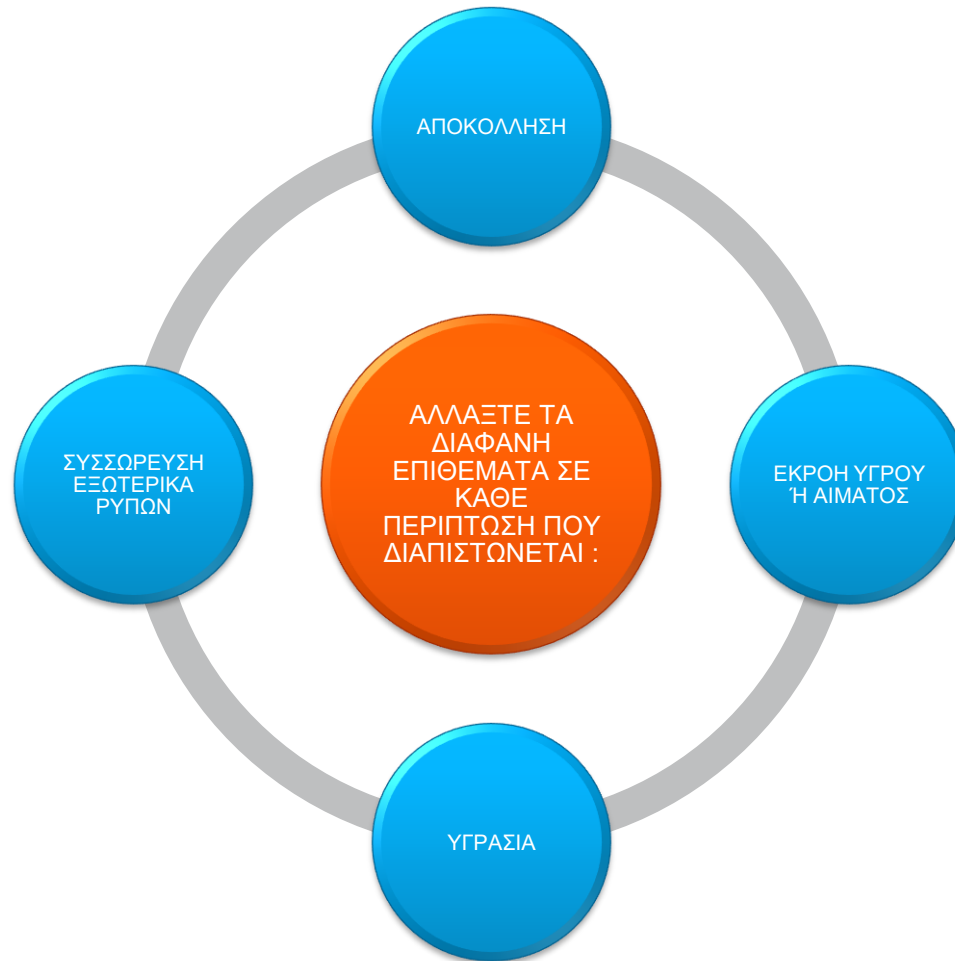 ΑΠΟΚΟΛΛΗΣΗ
ΑΛΛΑΞΤΕ ΤΑ
ΔΙΑΦΑΝΗ
ΕΠΙΘΕΜΑΤΑ ΣΕ
ΚΑΘΕ
ΠΕΡΙΠΤΩΣΗ ΠΟΥ
ΔΙΑΠΙΣΤΩΝΕΤΑΙ :
ΕΚΡΟΗ ΥΓΡΟΥ
Ή ΑΙΜΑΤΟΣ
ΥΓΡΑΣΙΑ
ΣΥΣΣΩΡΕΥΣΗ
ΕΞΩΤΕΡΙΚΑ
ΡΥΠΩΝ